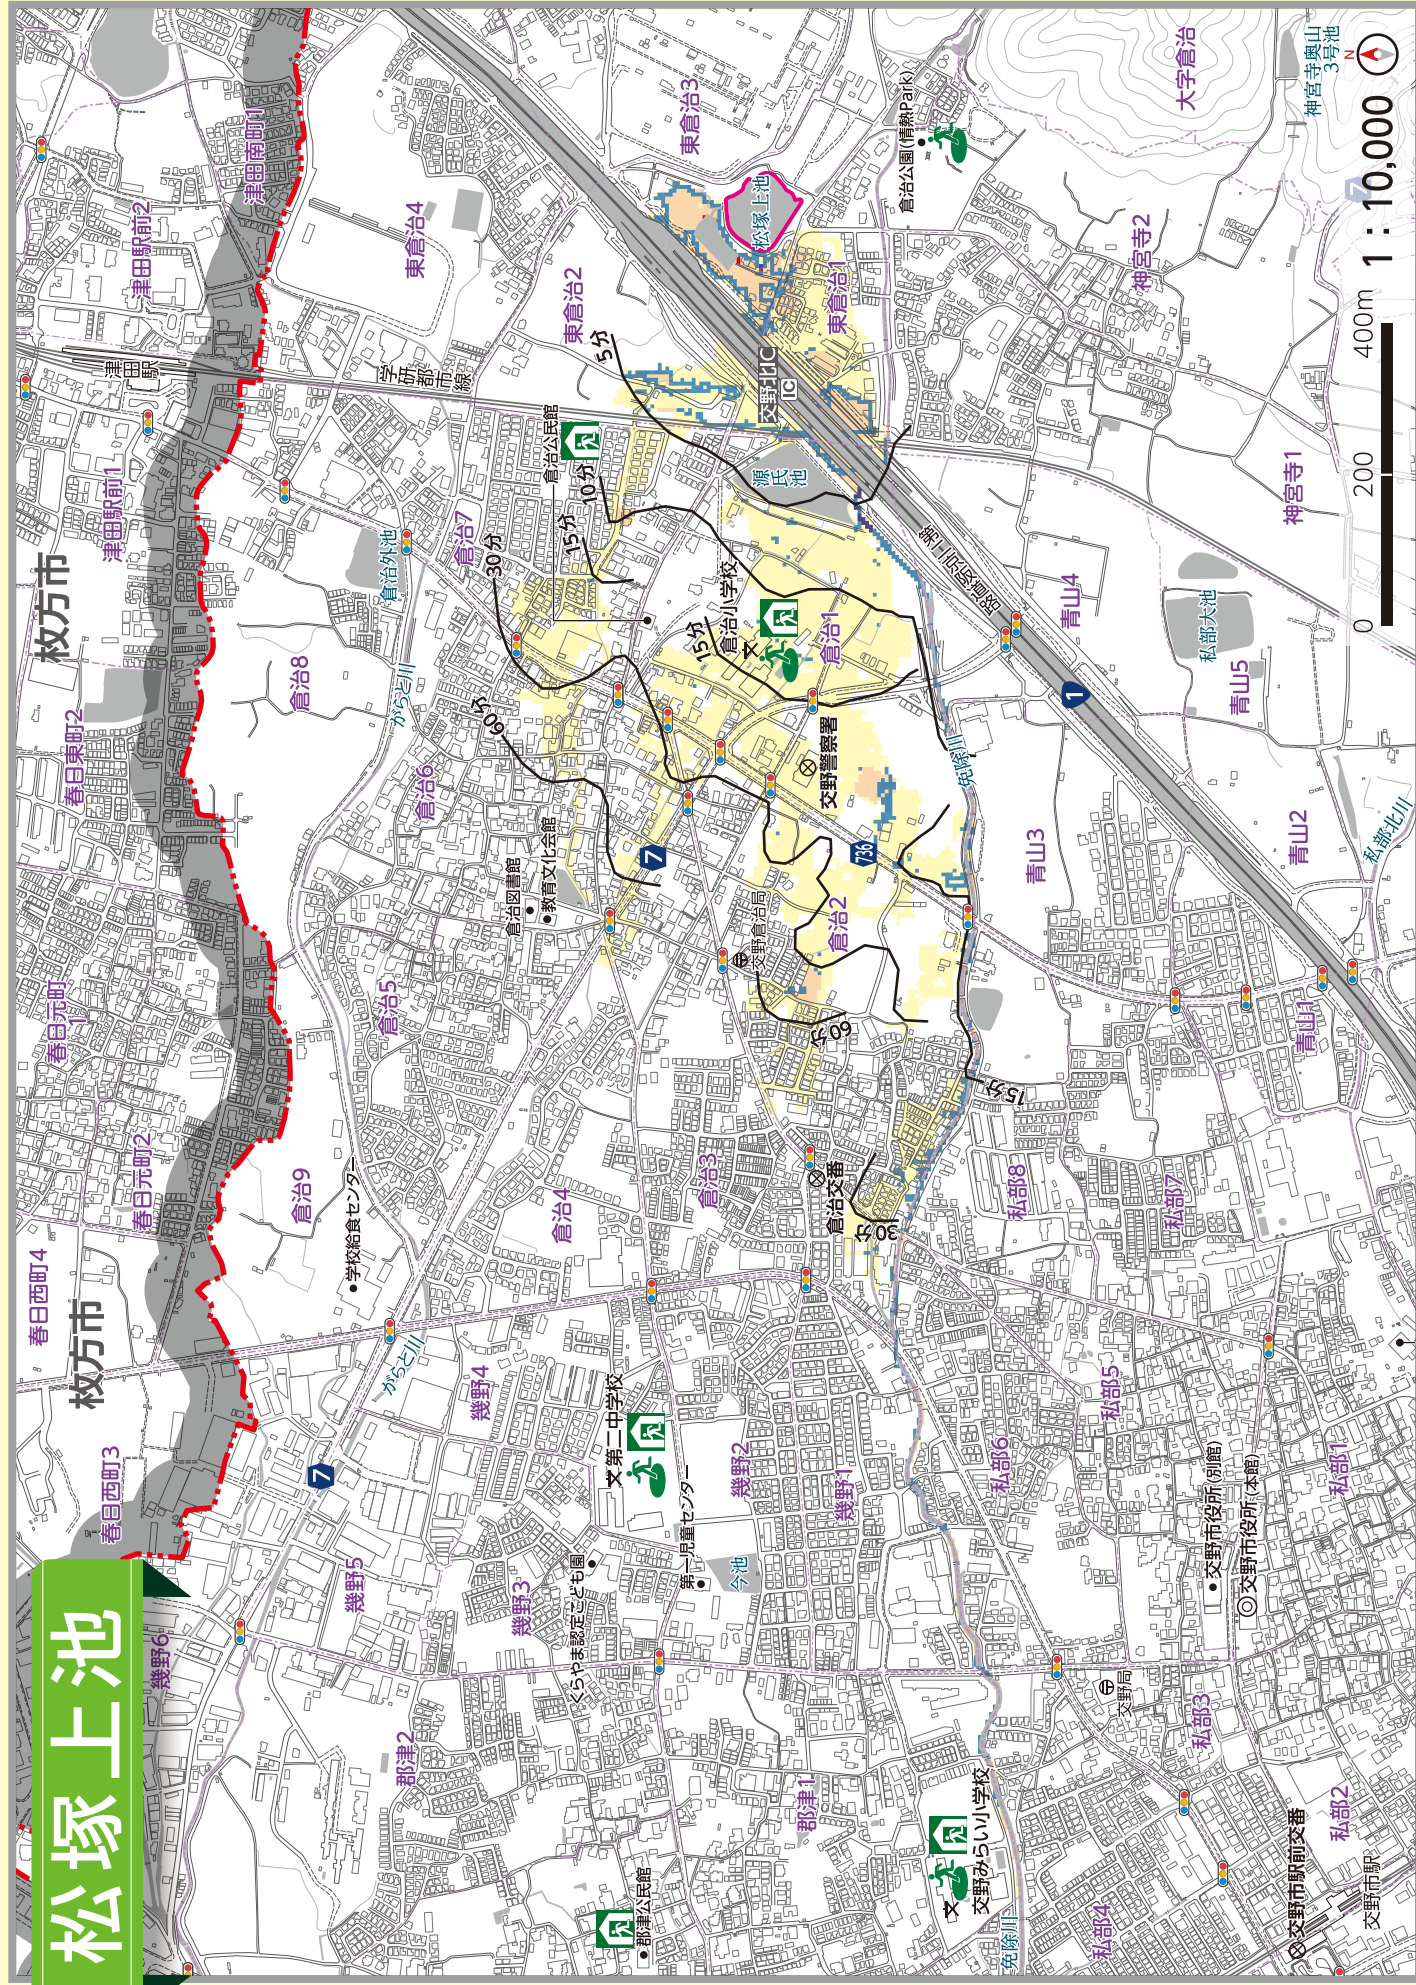 松塚上池
枚方市
枚方市
春日西町4
春日西町3
春日元町2
春日元町
1
春日東町2
津田駅前1
津田駅前2
津田南町1
津田駅
学研都市線
東倉治4
東倉治3
東倉治2
東倉治1
大字倉治
神宮寺奥山
3号池
N
1：10,000
7
0
200
400m
松塚上池
倉治公園(情熱Park)
神宮寺2
神宮寺1
交野北IC
IC
源氏池
5分
10分
15分
30分
60分
倉治公民館
倉治7
倉治外池
倉治8
がらと川
倉治6
倉治小学校
15分
倉治1
第二京阪道路
青山4
私部大池
青山5
1
免除川
交野警察署
736
7
教育文化会館
倉治図書館
交野倉治局
倉治2
60分
青山3
青山2
私部北川
青山1
15分
倉治5
倉治9
学校給食センター
倉治4
倉治3
倉治交番
30分
私部8
私部7
がらと川
7
幾野4
第二中学校
幾野2
幾野1
私部6
私部5
私部1
交野市役所(別館)
交野市役所(本館)
第一児童センター
今池
幾野5
幾野3
くらやま認定こども園
幾野6
郡津2
郡津1
郡津公民館
交野みらい小学校
免除川
交野局
私部3
私部2
私部4
交野市駅前交番
交野市駅